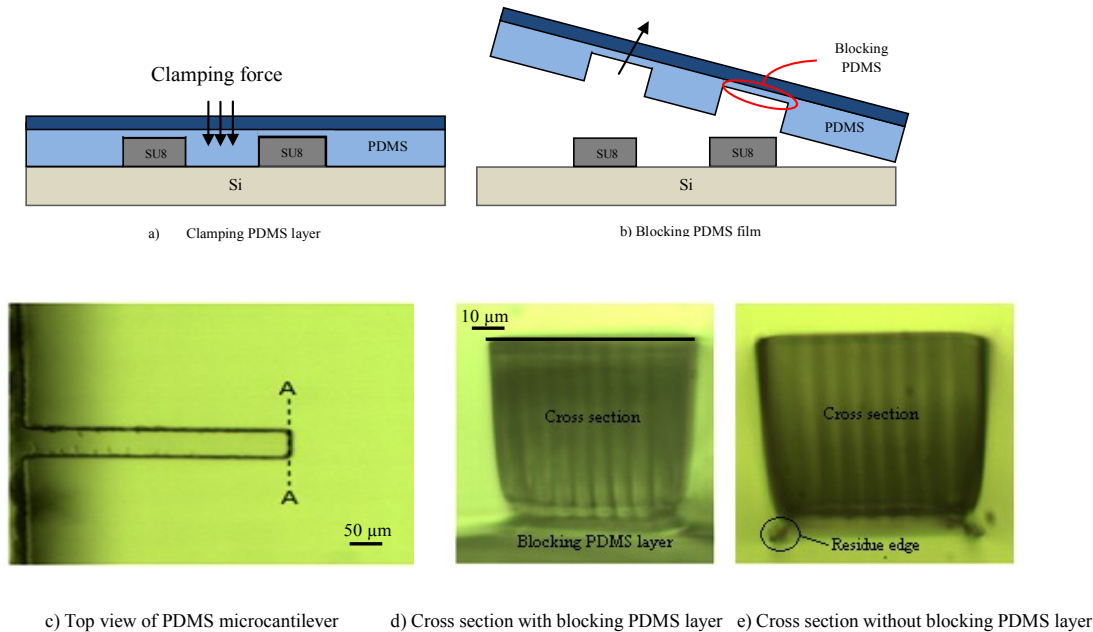 Clamping force
SU8
SU8
PDMS
Si
a) Clamping PDMS layer
Blocking
PDMS
PDMS
SU8
SU8
Si
b) Blocking PDMS film
A
A
50 µm
c) Top view of PDMS microcantilever
10 µm
Cross section
Blocking PDMS layer
d) Cross section with blocking PDMS layer
Cross section
Residue edge
e) Cross section without blocking PDMS layer